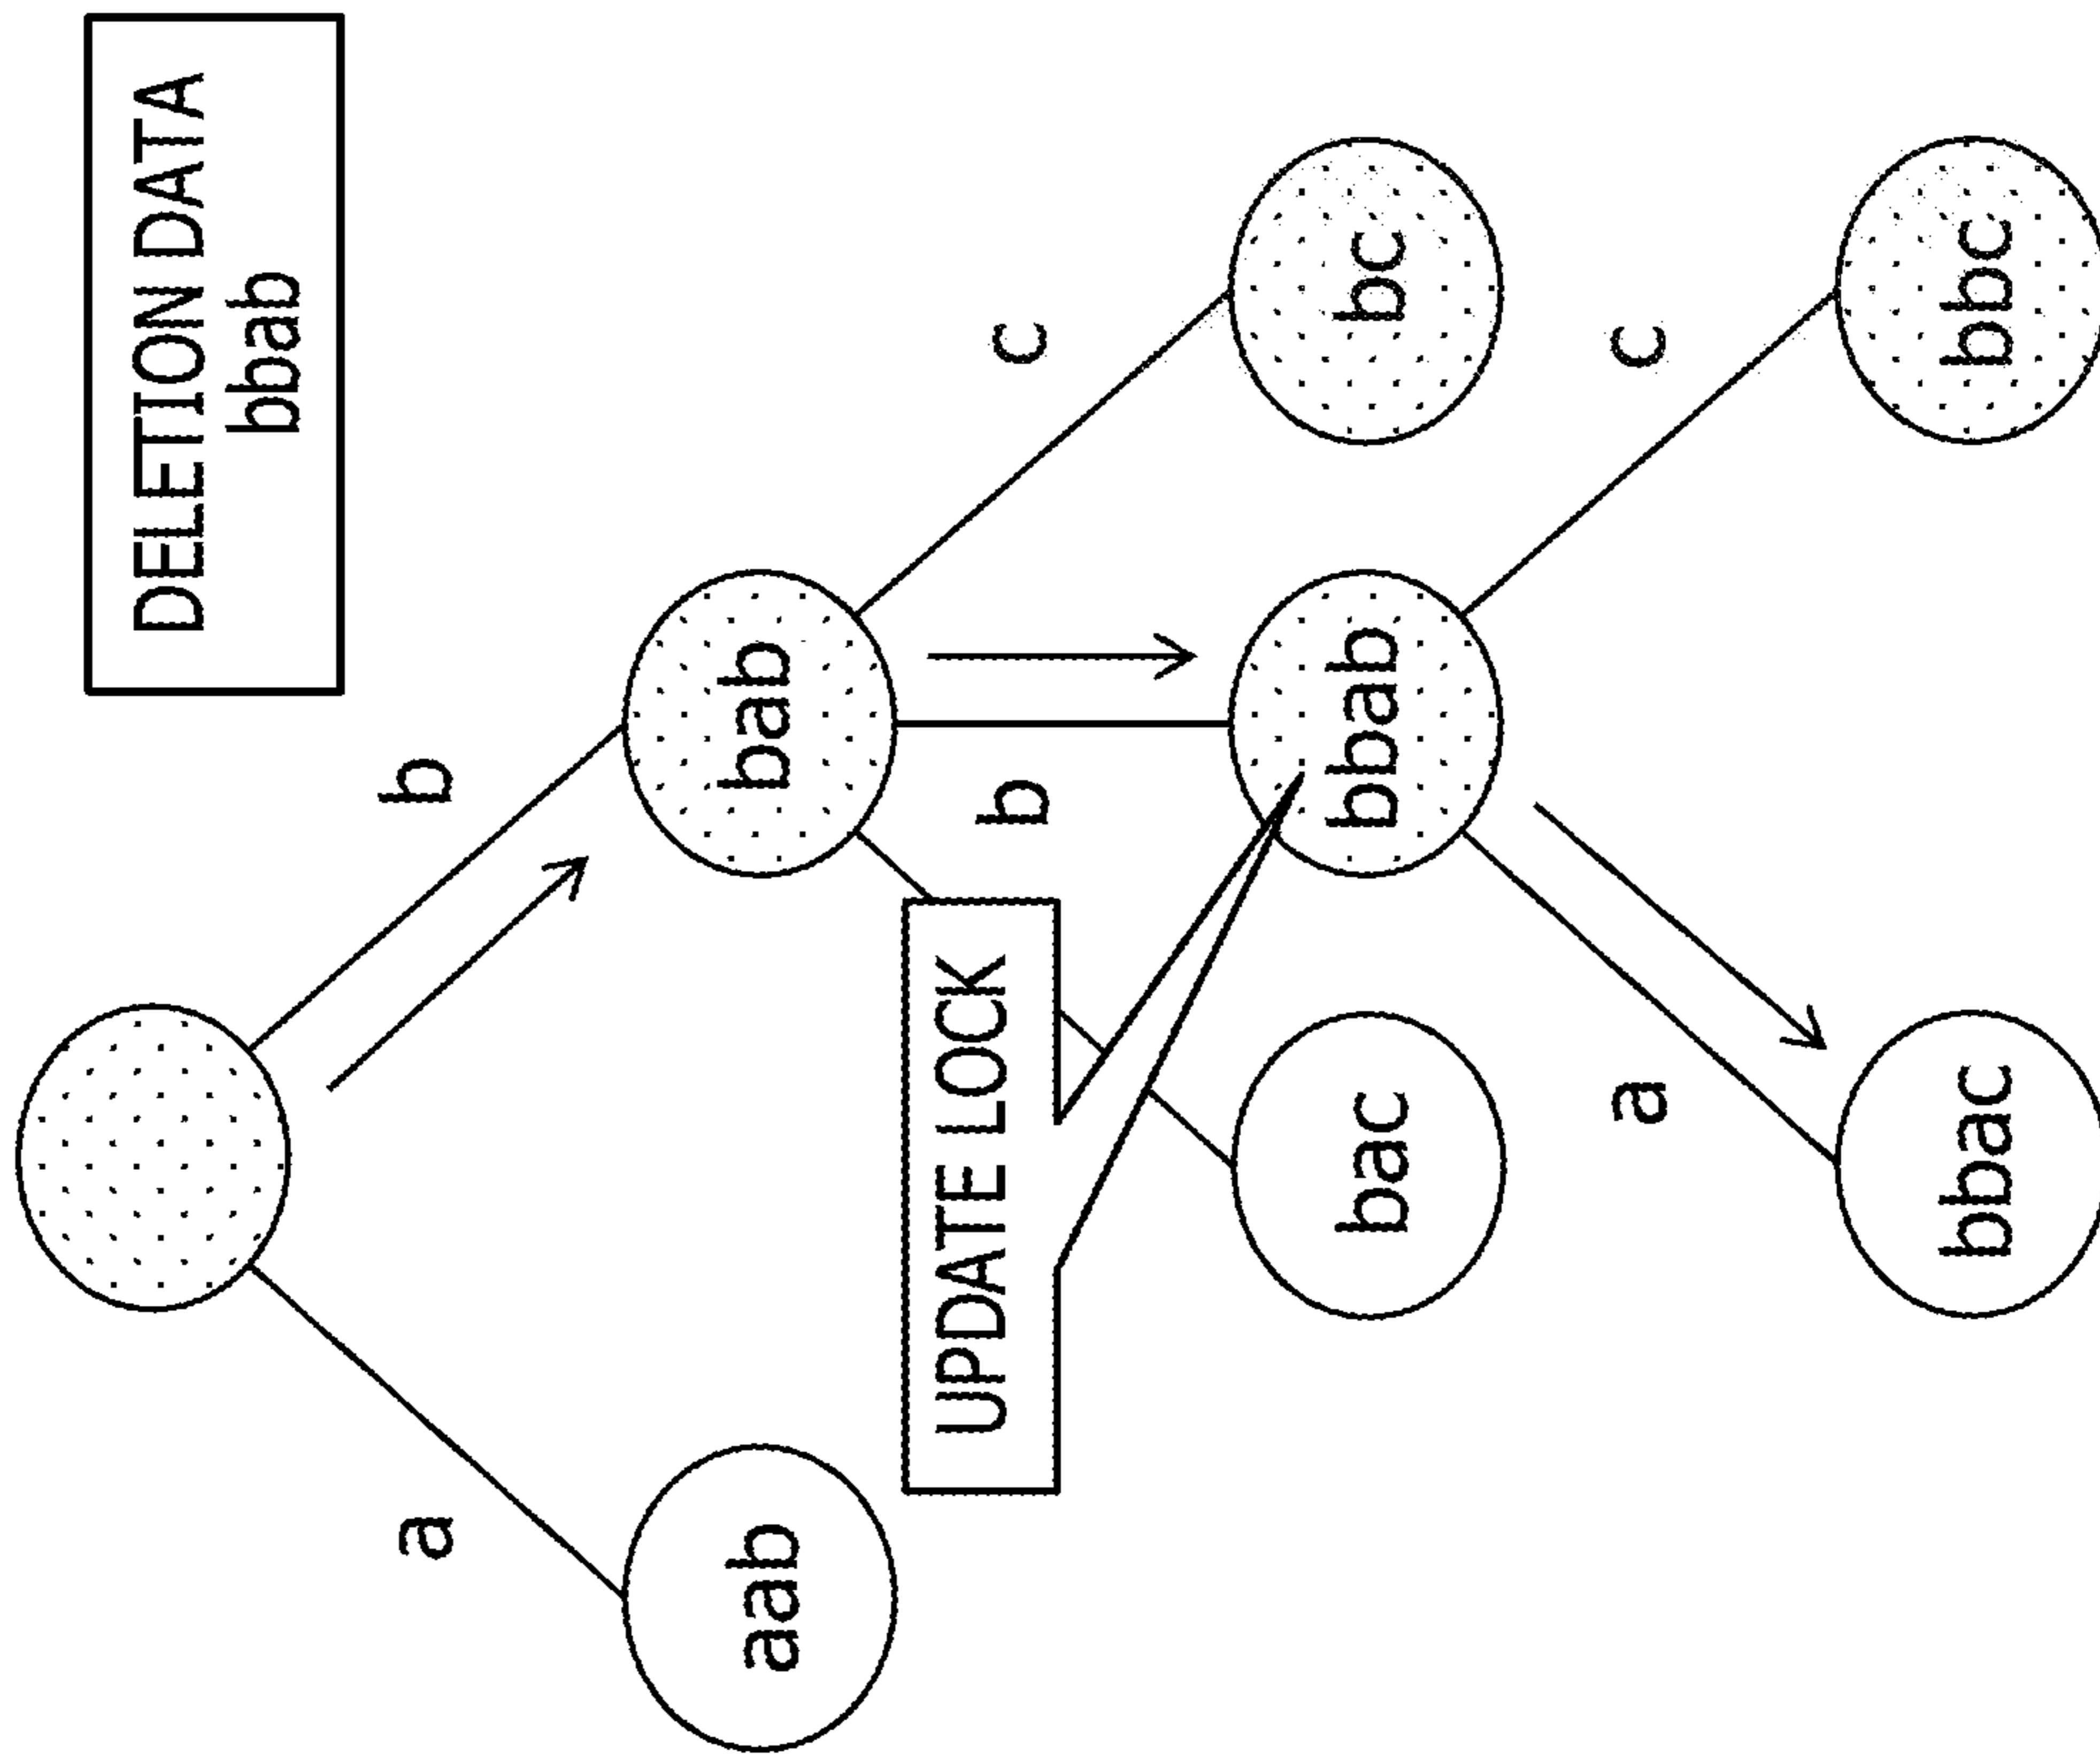 DELETION DATA
bbab
a
b
aab
bab
UPDATE LOCK
b
c
bac
bbab
bc
a
c
bbac
bbc